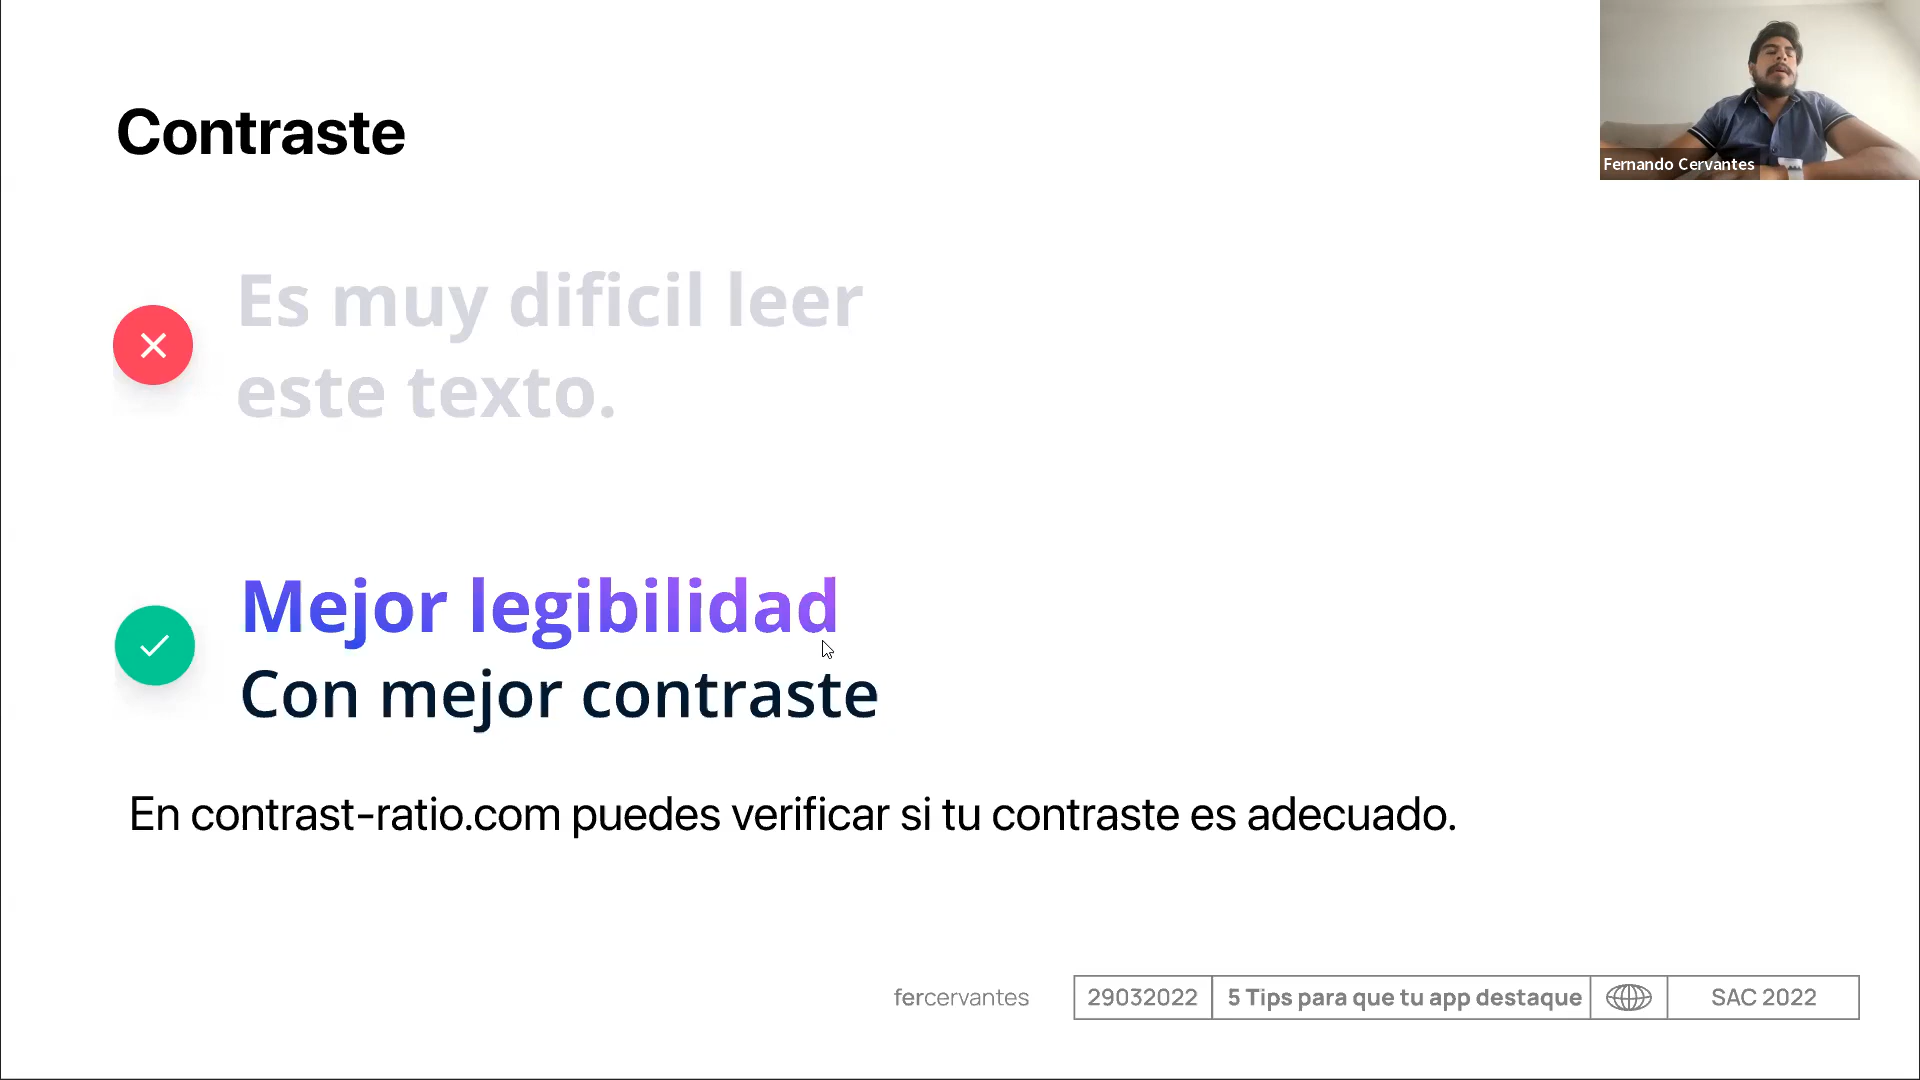 Contraste
Fernando Cervantes
Es muy dificil leer
este texto.
Mejor legibilidad
Con mejor contraste
En contrast-ratio.com puedes verificar si tu contraste es adecuado.
fercervantes
29032022
5 Tips para que tu app destaque
SAC 2022